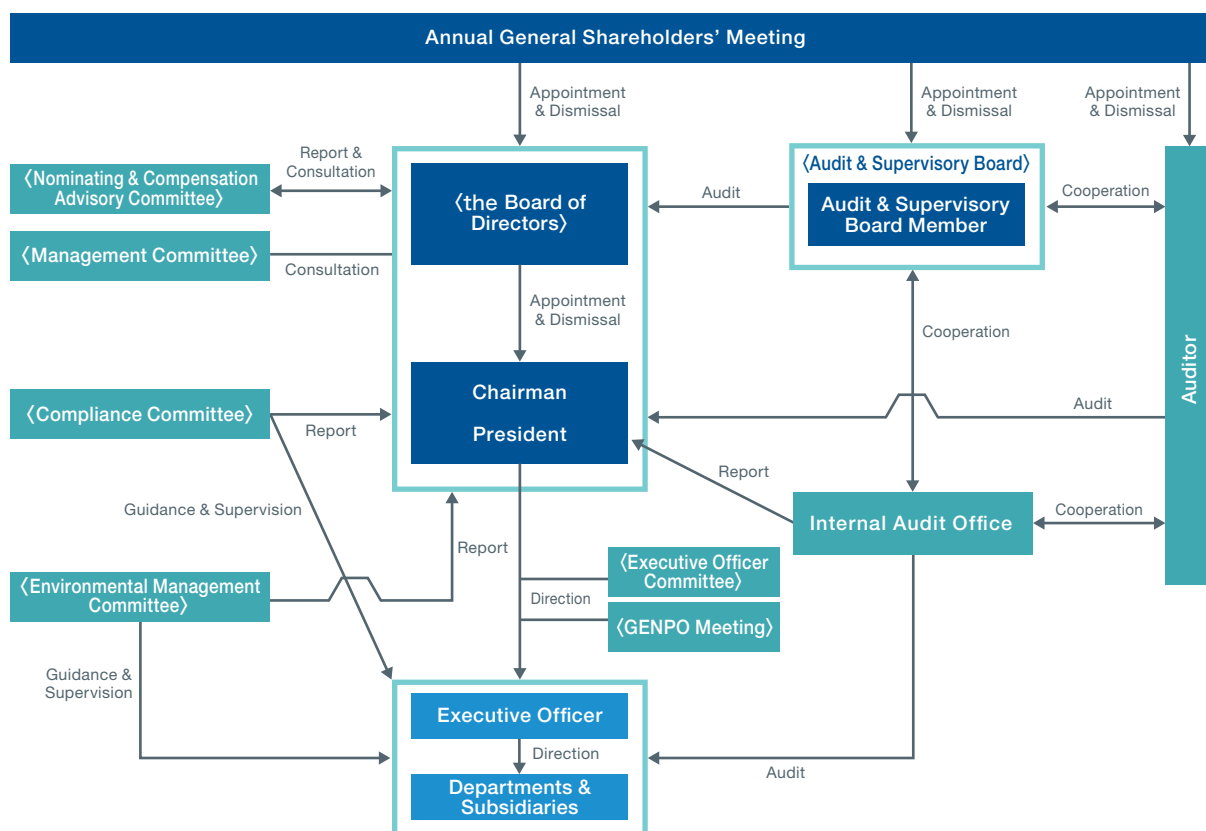 Annual General Shareholders’ Meeting
Appointment
& Dismissal
Appointment
& Dismissal
Appointment
& Dismissal
Report &
Consultation
〈Nominating & Compensation
Advisory Committee〉
〈the Board of
Directors〉
Audit
〈Audit & Supervisory Board〉
Audit & Supervisory
Board Member
Cooperation
〈Management Committee〉
Consultation
Appointment
& Dismissal
Cooperation
Auditor
〈Compliance Committee〉
Report
Chairman
President
Audit
Report
Guidance & Supervision
Internal Audit Office
Cooperation
Report
〈Environmental Management
Committee〉
Direction
〈Executive Officer
Committee〉
〈GENPO Meeting〉
Guidance &
Supervision
Executive Officer
Direction
Departments &
Subsidiaries
Audit